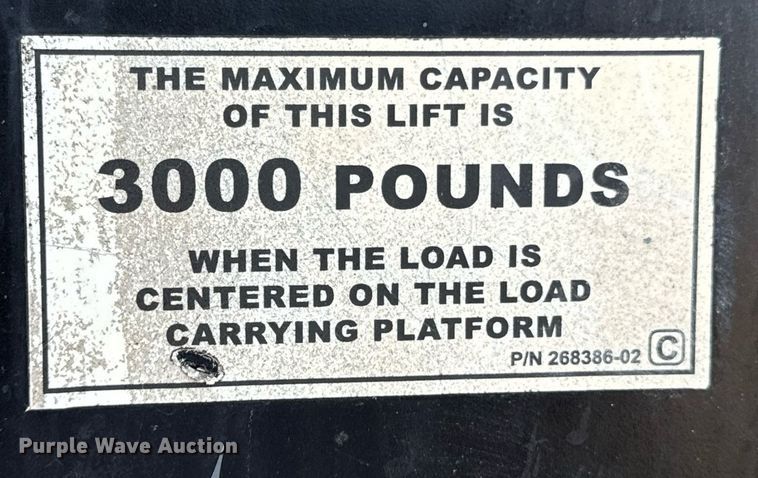 THE MAXIMUM CAPACITY
OF THIS LIFT IS
3000 POUNDS
WHEN THE LOAD IS
CENTERED ON THE LOAD
CARRYING PLATFORM
P/N 268386-02 C
Purple Wave Auction